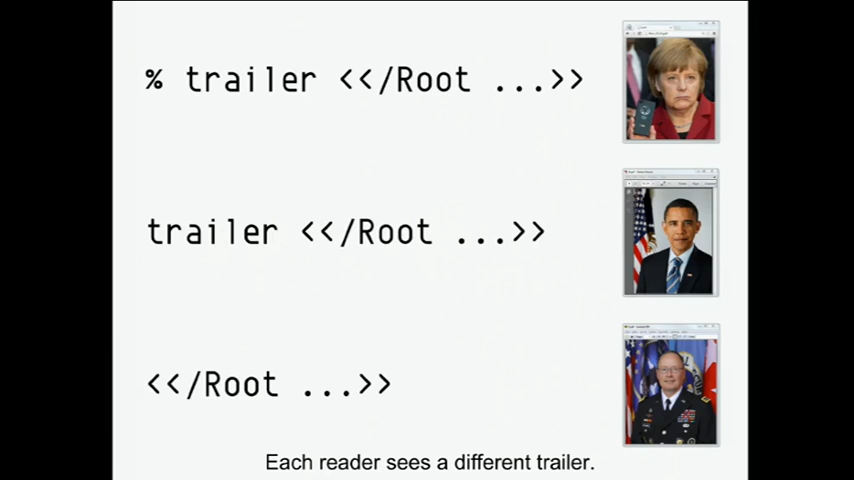 % trailer <</Root ...>>
trailer <</Root ...>>
<</Root ...>>
Each reader sees a different trailer.